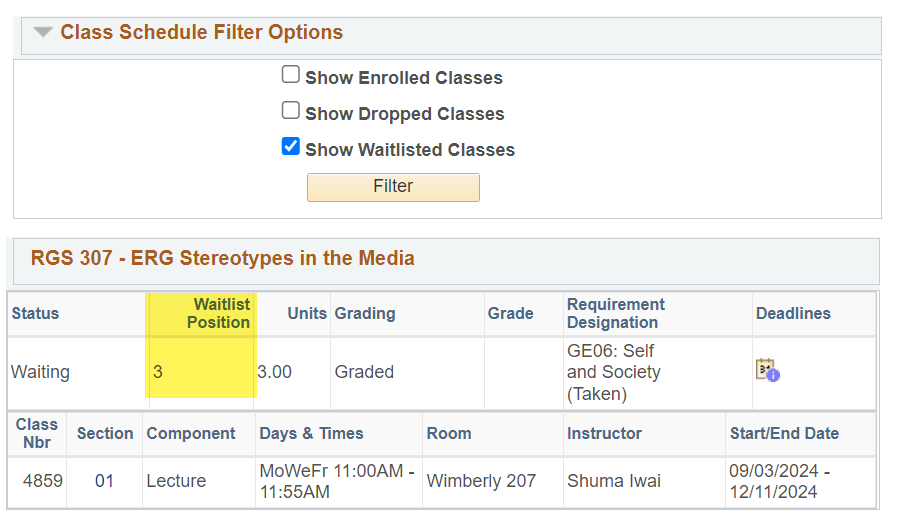 Class Schedule Filter Options
Show Enrolled Classes
Show Dropped Classes
Show Waitlisted Classes
Filter
RGS 307 - ERG Stereotypes in the Media
Status Waitlist Position Units Grading Grade Requirement Designation Deadlines
Waiting 3 3.00 Graded GE06: Self and Society (Taken)
Class Nbr Section Component Days & Times Room Instructor Start/End Date
4859 01 Lecture MoWeFr 11:00AM - 11:55AM Wimberly 207 Shuma Iwai 09/03/2024 - 12/11/2024